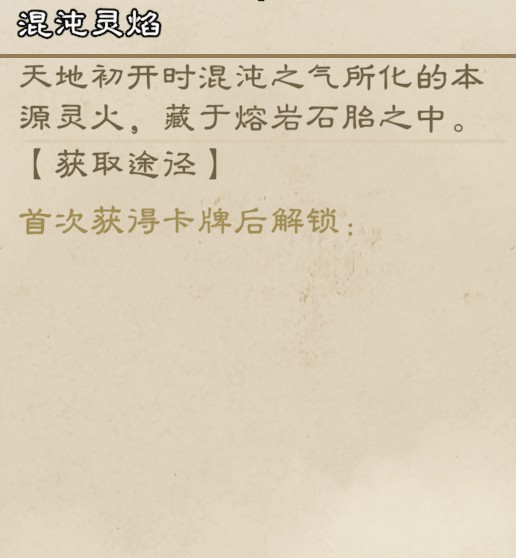 混沌灵焰
天地初开时混沌之气所化的本
源灵火，藏于熔岩石胎之中。
【获取途径】
首次获得卡牌后解锁：